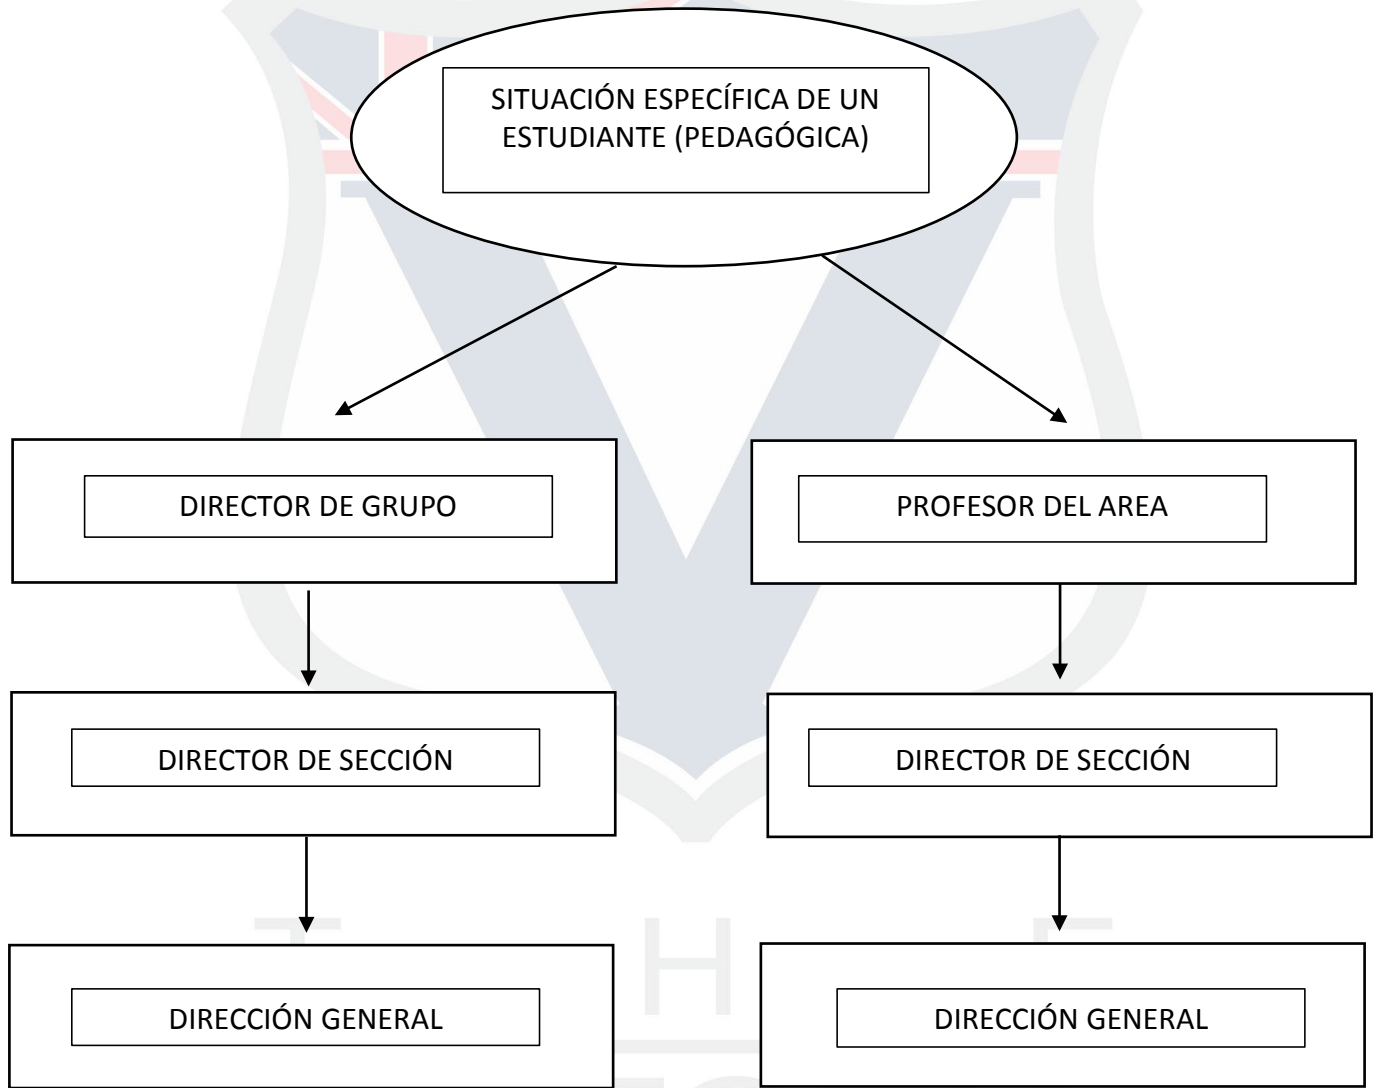 SITUACIÓN ESPECÍFICA DE UN
ESTUDIANTE (PEDAGÓGICA)
DIRECTOR DE GRUPO
PROFESOR DEL AREA
DIRECTOR DE SECCIÓN
DIRECTOR DE SECCIÓN
T H E
DIRECCIÓN GENERAL
DIRECCIÓN GENERAL